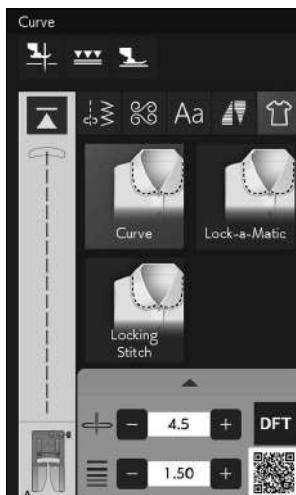 Curve
Aa
Curve
Lock-a-Matic
Locking
Stitch
4.5
DFT
1.50
A